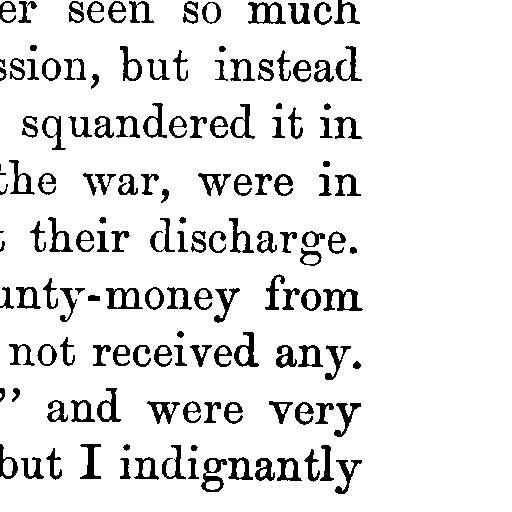 er seen so much
ssion, but instead
squandered it in
the war, were in
t their discharge.
unty-money from
not received any.
” and were very
but I indignantly